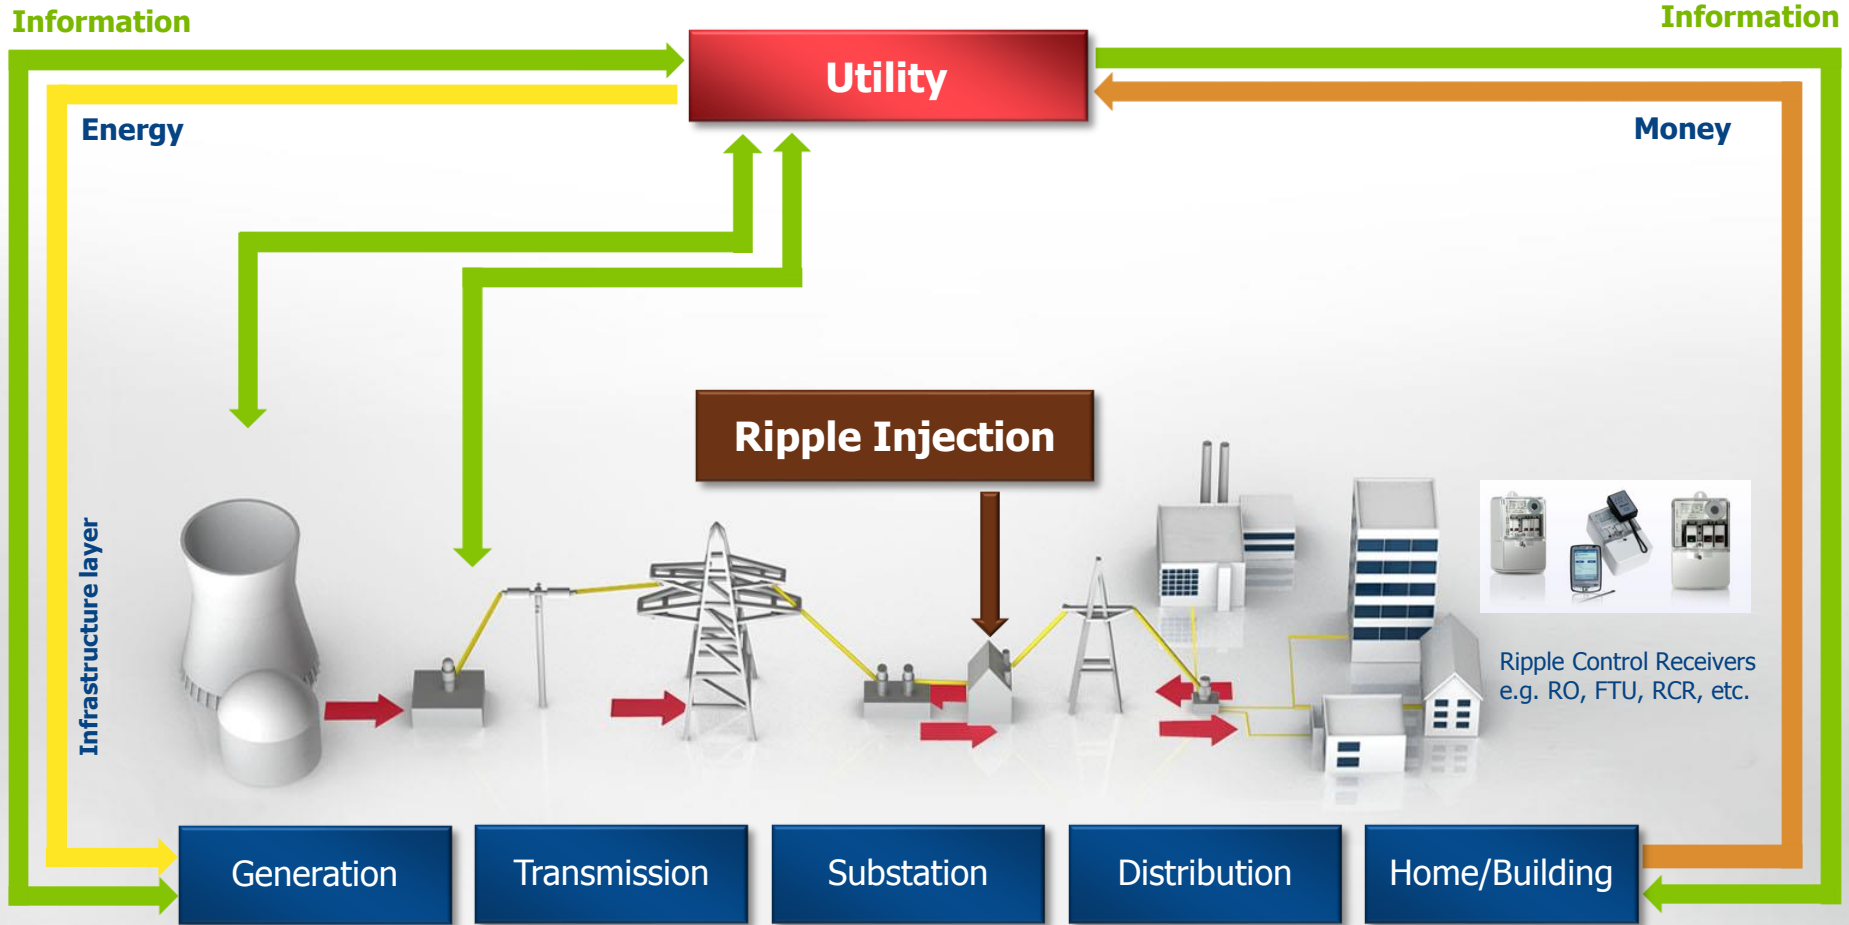 Information
Information
Utility
Energy
Money
Ripple Injection
Infrastructure layer
Ripple Control Receivers
e.g. RO, FTU, RCR, etc.
Generation
Transmission
Substation
Distribution
Home/Building